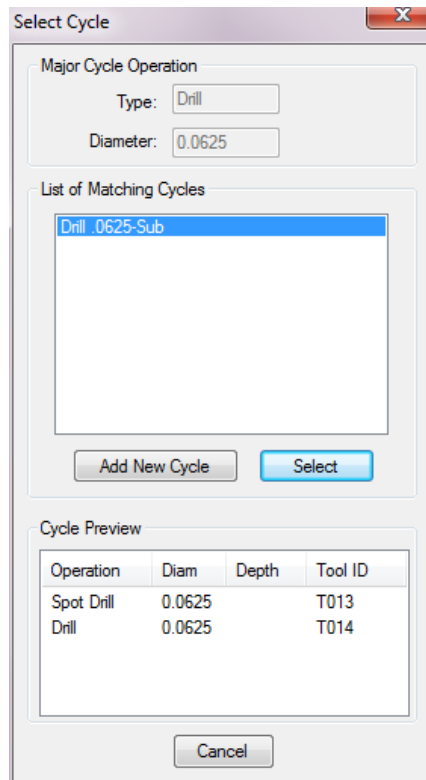 Select Cycle
Major Cycle Operation
Type: Drill
Diameter: 0.0625
List of Matching Cycles
Drill .0625-Sub
Add New Cycle Select
Cycle Preview
Operation Diam Depth Tool ID
Spot Drill 0.0625 T013
Drill 0.0625 T014
Cancel